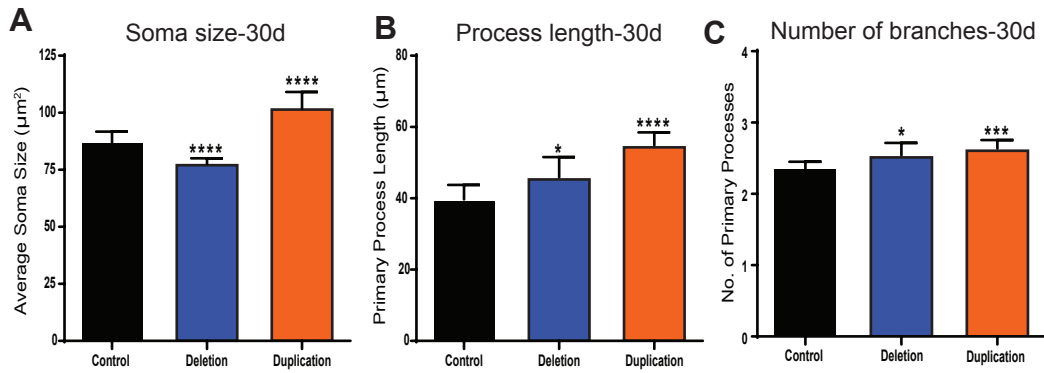 A
Soma size-30d
Average Soma Size (µm²)
125
100
75
50
25
0
****
****
Control
Deletion
Duplication
B
Process length-30d
Primary Process Length (µm)
80
60
40
20
0
*
****
Control
Deletion
Duplication
C
Number of branches-30d
No. of Primary Processes
4
3
2
1
0
*
***
Control
Deletion
Duplication